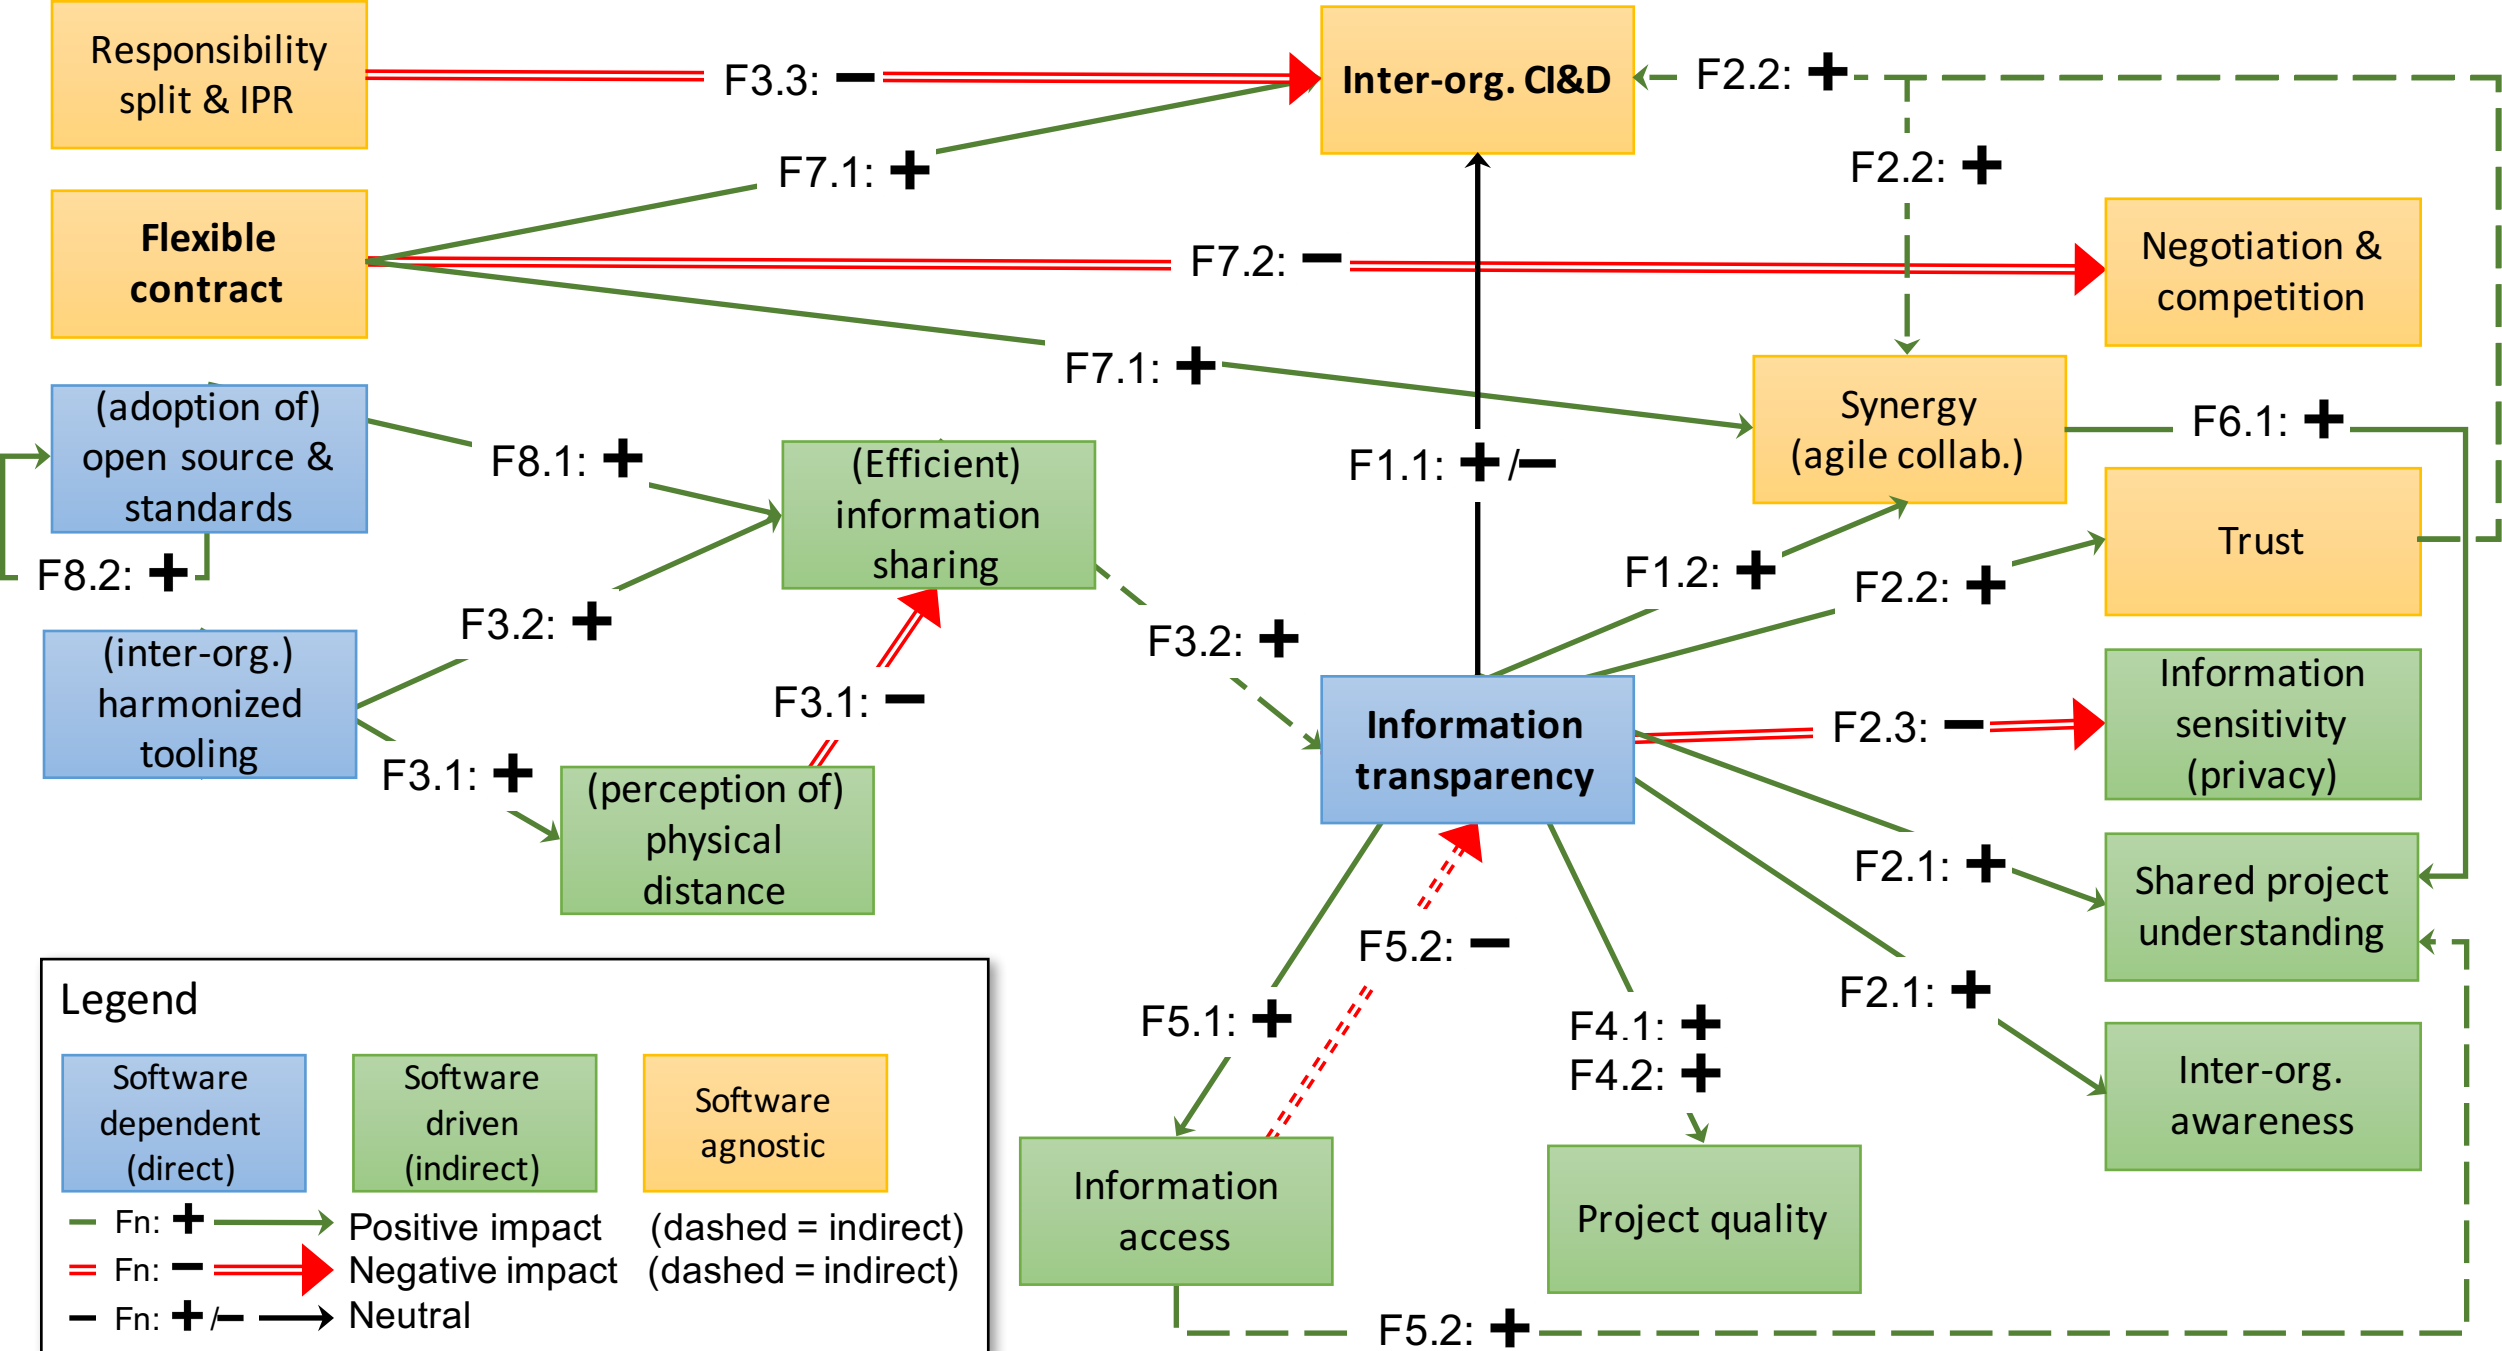 Responsibility
split & IPR
F3.3: −
Inter-org. CI&D
F2.2: +
F7.1: +
F2.2: +
Flexible
contract
F7.2: −
Negotiation &
competition
F7.1: +
(adoption of)
open source &
standards
F8.1: +
(Efficient)
information
sharing
F1.1: +/−
Synergy
(agile collab.)
F6.1: +
F8.2: +
F3.2: +
F1.2: +
F2.2: +
Trust
(inter-org.)
harmonized
tooling
F3.1: −
F3.2: +
Information
transparency
F2.3: −
Information
sensitivity
(privacy)
F3.1: +
(perception of)
physical
distance
F2.1: +
Shared project
understanding
F5.2: −
F2.1: +
F5.1: +
F4.1: +
F4.2: +
Inter-org.
awareness
Information
access
Project quality
F5.2: +
Legend
Software
dependent
(direct)
Software
driven
(indirect)
Software
agnostic
Fn: + Positive impact (dashed = indirect)
Fn: − Negative impact (dashed = indirect)
Fn: +/− Neutral